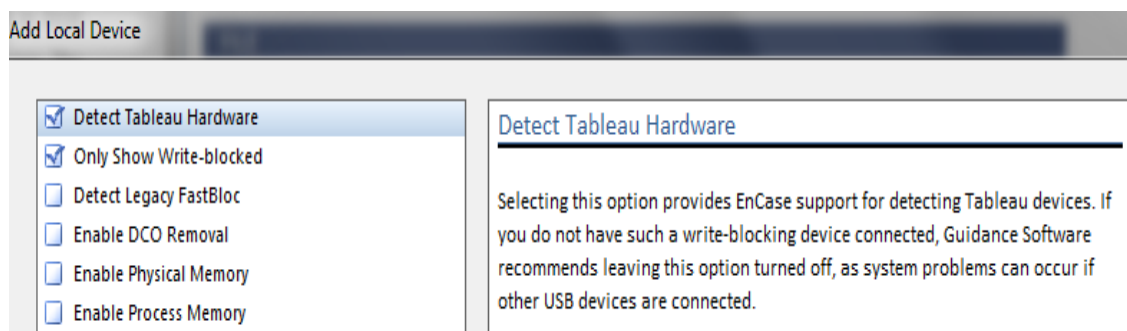 Add Local Device
Detect Tableau Hardware
Only Show Write-blocked
Detect Legacy FastBloc
Enable DCO Removal
Enable Physical Memory
Enable Process Memory
Detect Tableau Hardware
Selecting this option provides EnCase support for detecting Tableau devices. If
you do not have such a write-blocking device connected, Guidance Software
recommends leaving this option turned off, as system problems can occur if
other USB devices are connected.